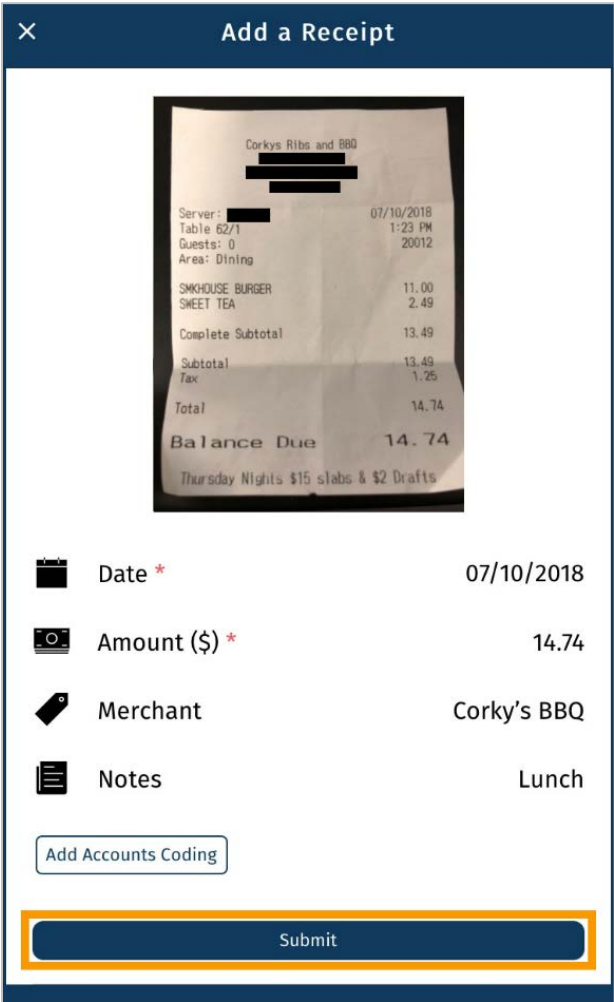 Add a Receipt
Corkys Ribs and BBQ
Server: 07/10/2018
Table 62/1 1:23 PM
Guests: 0 20012
Area: Dining
SMKHOUSE BURGER 11.00
SWEET TEA 2.49
Complete Subtotal 13.49
Subtotal 13.49
Tax 1.25
Total 14.74
Balance Due 14.74
Thursday Nights $15 slabs & $2 Drafts
Date * 07/10/2018
Amount ($) * 14.74
Merchant Corky’s BBQ
Notes Lunch
Add Accounts Coding
Submit